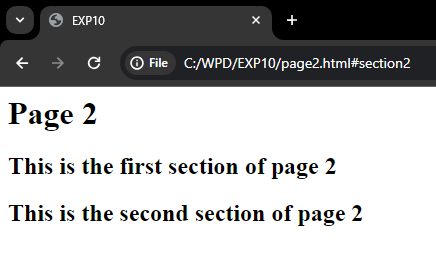 EXP10
File C:/WPD/EXP10/page2.html#section2
Page 2
This is the first section of page 2
This is the second section of page 2